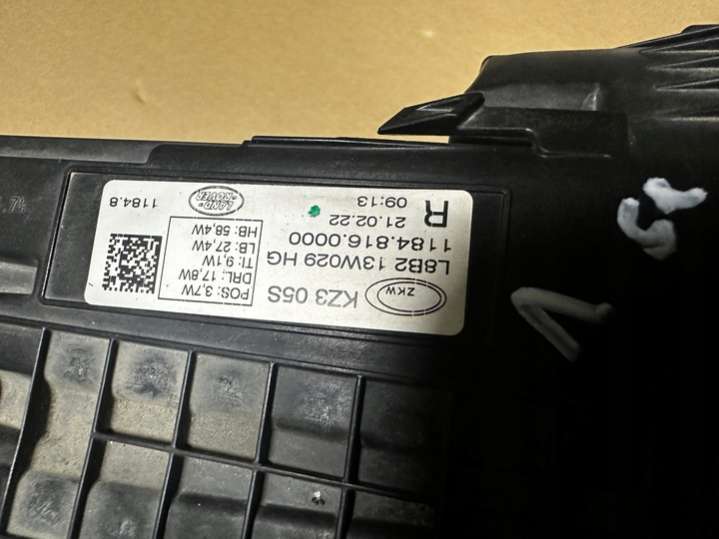 ZKW
KZ3 05S
L8B2 13W029 HG
1184.816.0000
21.02.22
09:13
R
POS: 3,7W
DRL: 17,8W
TI: 9,1W
LB: 27,4W
HB: 58,4W
LAND-
ROVER
1184.8